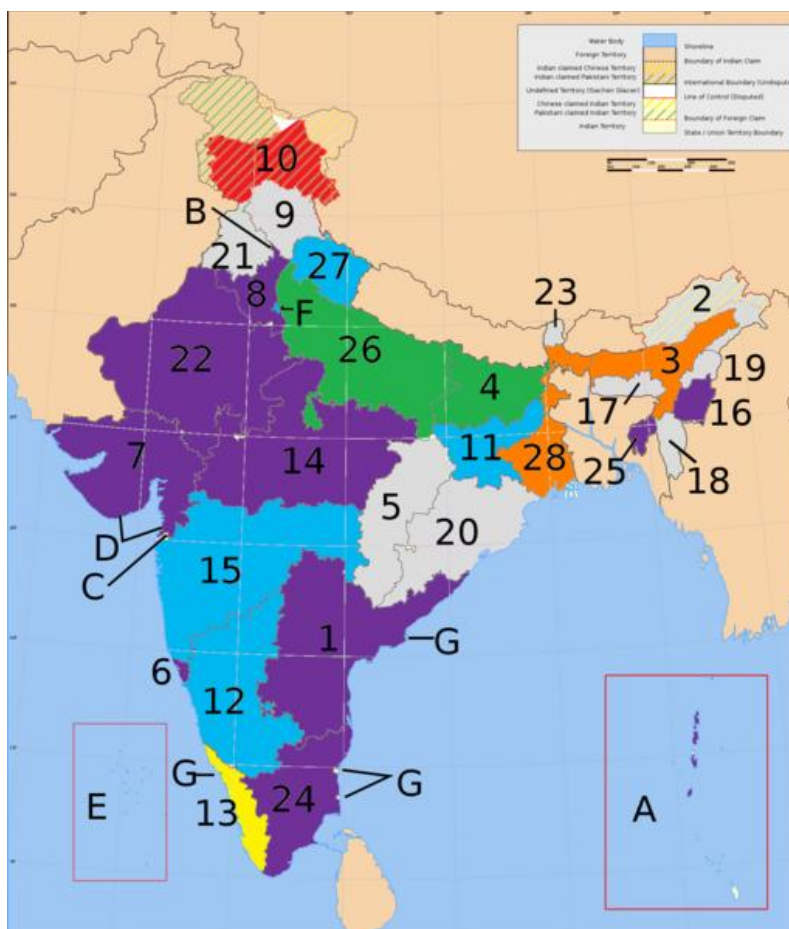 Water Body
Shoreline
Foreign Territory
Boundary of Indian Claim
Indian claimed Chinese Territory
Indian claimed Pakistani Territory
International Boundary (Undisputed)
Undefined Territory (Siachen Glacier)
Line of Control (Disputed)
Chinese claimed Indian Territory
Pakistani claimed Indian Territory
Boundary of Foreign Claim
Indian Territory
State / Union Territory Boundary
10
B
9
21
27
8
F
23
2
22
26
3
4
19
17
16
7
14
11
28
25
18
5
20
D
C
15
1
G
6
12
G
G
24
13
E
A